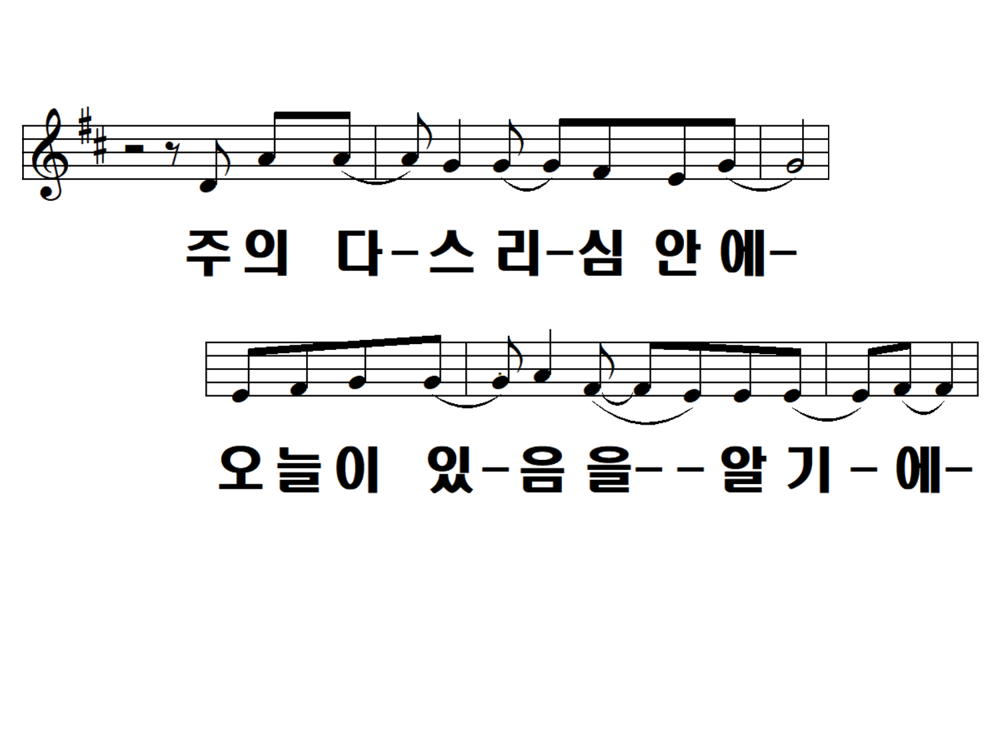 주의 다-스 리-심 안 에-
오늘이 있-음 을- - 알 기 - 에-